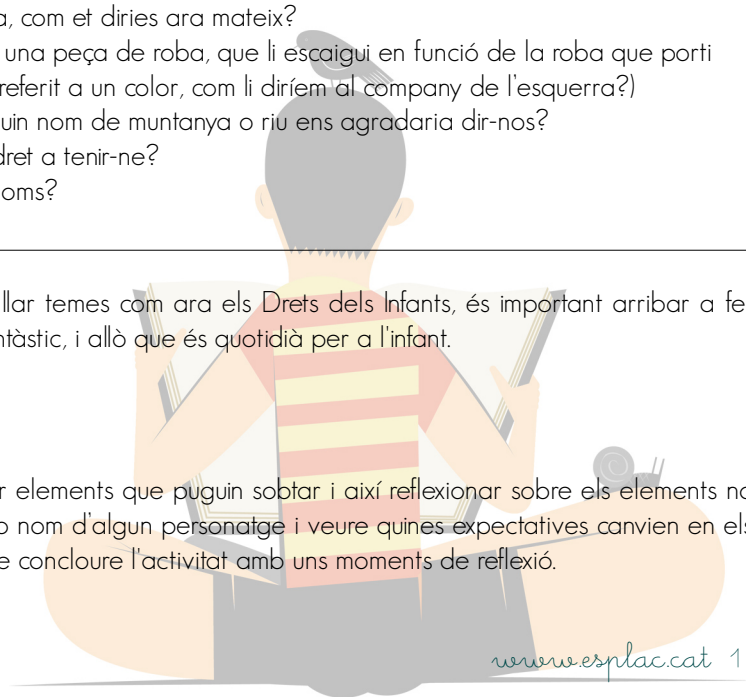 a, com et diries ara mateix?
una peça de roba, que li escaigui en funció de la roba que porti
referit a un color, com li diríem al company de l'esquerra?)
uin nom de muntanya o riu ens agradaria dir-nos?
dret a tenir-ne?
noms?
llar temes com ara els Drets dels Infants, és important arribar a fe
ntàstic, i allò que és quotidià per a l'infant.
r elements que puguin sobtar i així reflexionar sobre els elements no
o nom d'algun personatge i veure quines expectatives canvien en els
e concloure l'activitat amb uns moments de reflexió.
www.esplac.cat 1